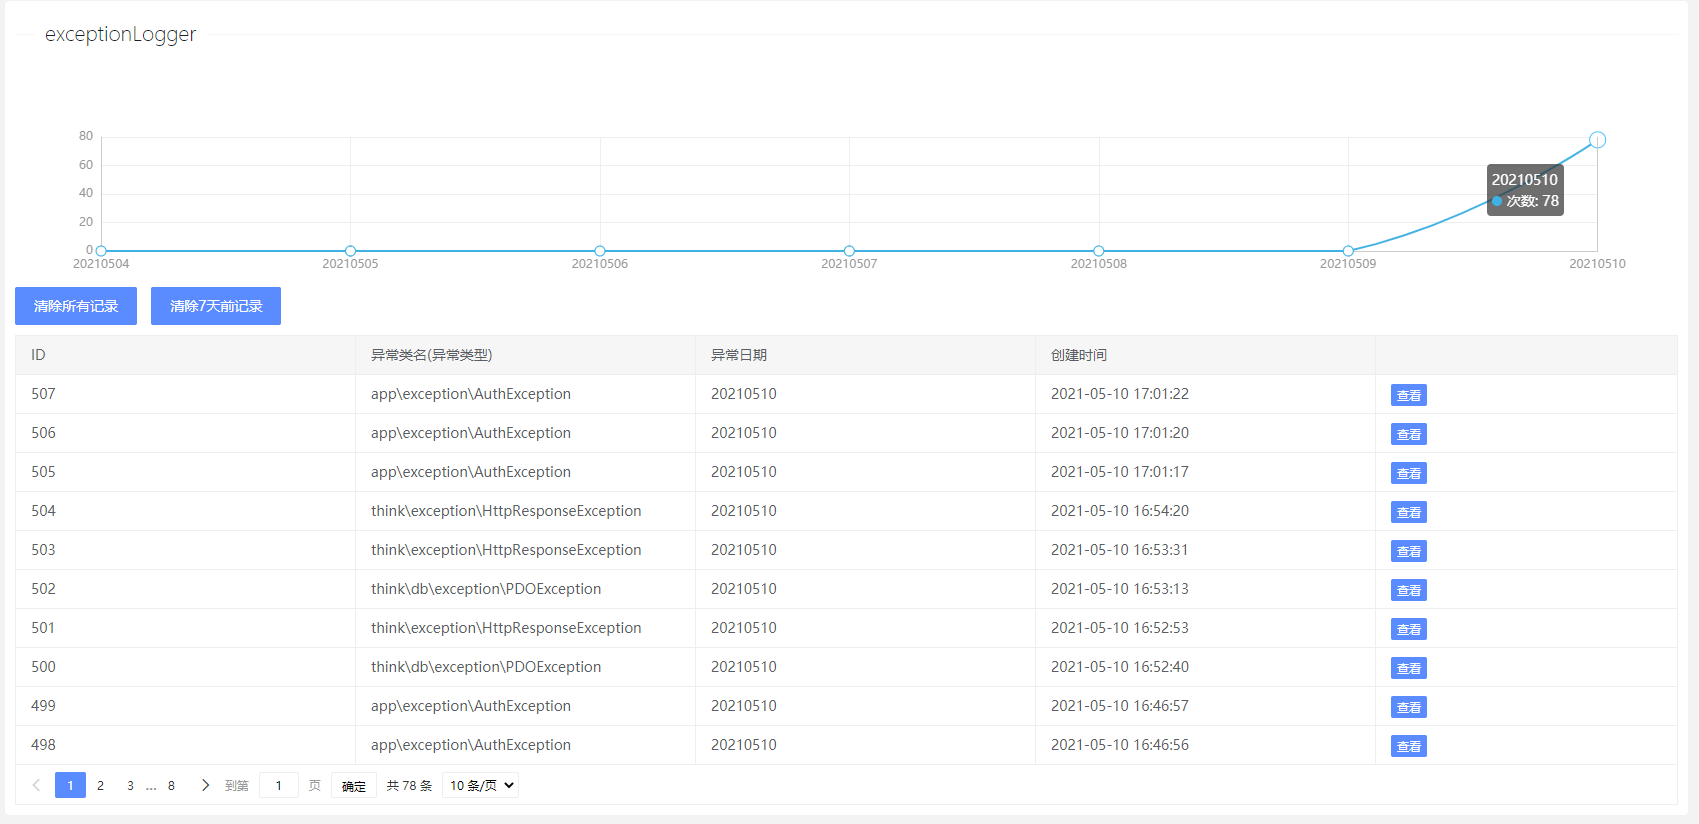 exceptionLogger
80
60
40
20
0
20210504 20210505 20210506 20210507 20210508 20210509 20210510
20210510
次数: 78
清除所有记录 清除7天前记录
ID 异常类名(异常类型) 异常日期 创建时间
507 app\exception\AuthException 20210510 2021-05-10 17:01:22 查看
506 app\exception\AuthException 20210510 2021-05-10 17:01:20 查看
505 app\exception\AuthException 20210510 2021-05-10 17:01:17 查看
504 think\exception\HttpResponseException 20210510 2021-05-10 16:54:20 查看
503 think\exception\HttpResponseException 20210510 2021-05-10 16:53:31 查看
502 think\db\exception\PDOException 20210510 2021-05-10 16:53:13 查看
501 think\exception\HttpResponseException 20210510 2021-05-10 16:52:53 查看
500 think\db\exception\PDOException 20210510 2021-05-10 16:52:40 查看
499 app\exception\AuthException 20210510 2021-05-10 16:46:57 查看
498 app\exception\AuthException 20210510 2021-05-10 16:46:56 查看
1 2 3 ... 8 到第 1 页 确定 共 78 条 10 条/页